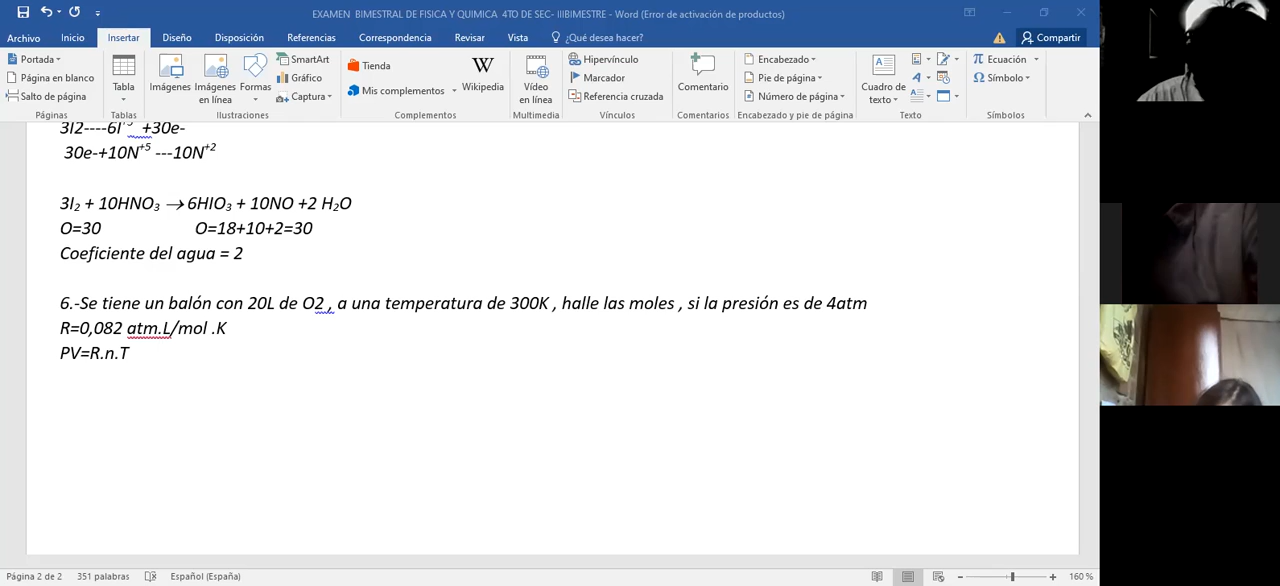 EXAMEN BIMESTRAL DE FISICA Y QUIMICA 4TO DE SEC- IIIBIMESTRE - Word (Error de activación de productos)
Archivo Inicio Insertar Diseño Disposición Referencias Correspondencia Revisar Vista ¿Qué desea hacer? Compartir
Portada
Página en blanco
Salto de página
Páginas
Tabla
Tablas
Imágenes
Imágenes en línea
Formas
SmartArt
Gráfico
Captura
Ilustraciones
Tienda
Mis complementos
W
Wikipedia
Complementos
Vídeo en línea
Multimedia
Hipervínculo
Marcador
Referencia cruzada
Vínculos
Comentario
Comentarios
Encabezado
Pie de página
Número de página
Encabezado y pie de página
Cuadro de texto
Texto
π Ecuación
Ω Símbolo
Símbolos
3I2----6I⁺⁵ +30e-
30e-+10N⁺⁵ ---10N⁺²
3I₂ + 10HNO₃ → 6HIO₃ + 10NO +2 H₂O
O=30 O=18+10+2=30
Coeficiente del agua = 2
6.-Se tiene un balón con 20L de O2 , a una temperatura de 300K , halle las moles , si la presión es de 4atm
R=0,082 atm.L/mol .K
PV=R.n.T
Página 2 de 2 351 palabras Español (España) 160 %